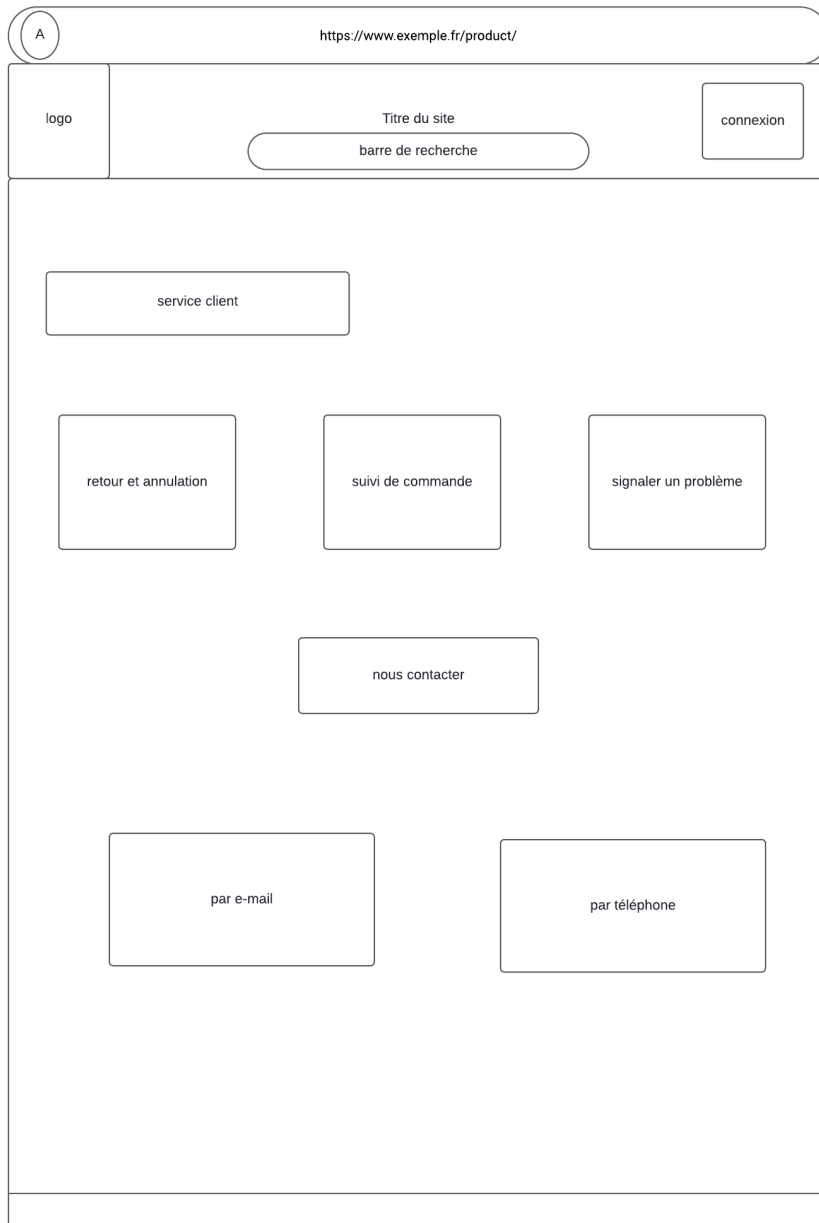 A
https://www.exemple.fr/product/
logo
Titre du site
connexion
barre de recherche
service client
retour et annulation
suivi de commande
signaler un problème
nous contacter
par e-mail
par téléphone